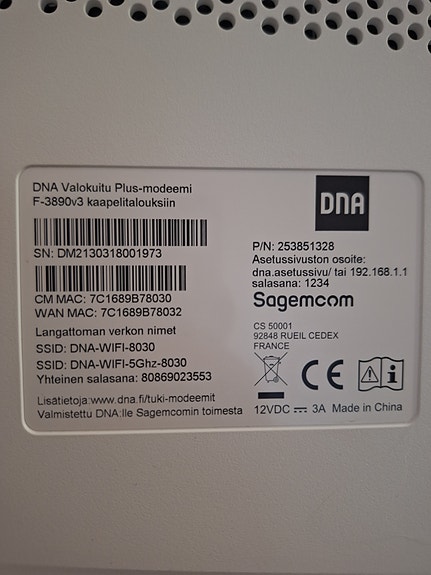 DNA Valokuitu Plus-modeemi
F-3890v3 kaapelitalouksiin
DNA
SN: DM2130318001973
CM MAC: 7C1689B78030
WAN MAC: 7C1689B78032
Langattoman verkon nimet
SSID: DNA-WIFI-8030
SSID: DNA-WIFI-5Ghz-8030
Yhteinen salasana: 80869023553
Lisätietoja:www.dna.fi/tuki-modeemit
Valmistettu DNA:lle Sagemcomin toimesta
P/N: 253851328
Asetussivuston osoite:
dna.asetussivu/ tai 192.168.1.1
salasana: 1234
Sagemcom
CS 50001
92848 RUEIL CEDEX
FRANCE
CE
i
12VDC ⎓ 3A Made in China